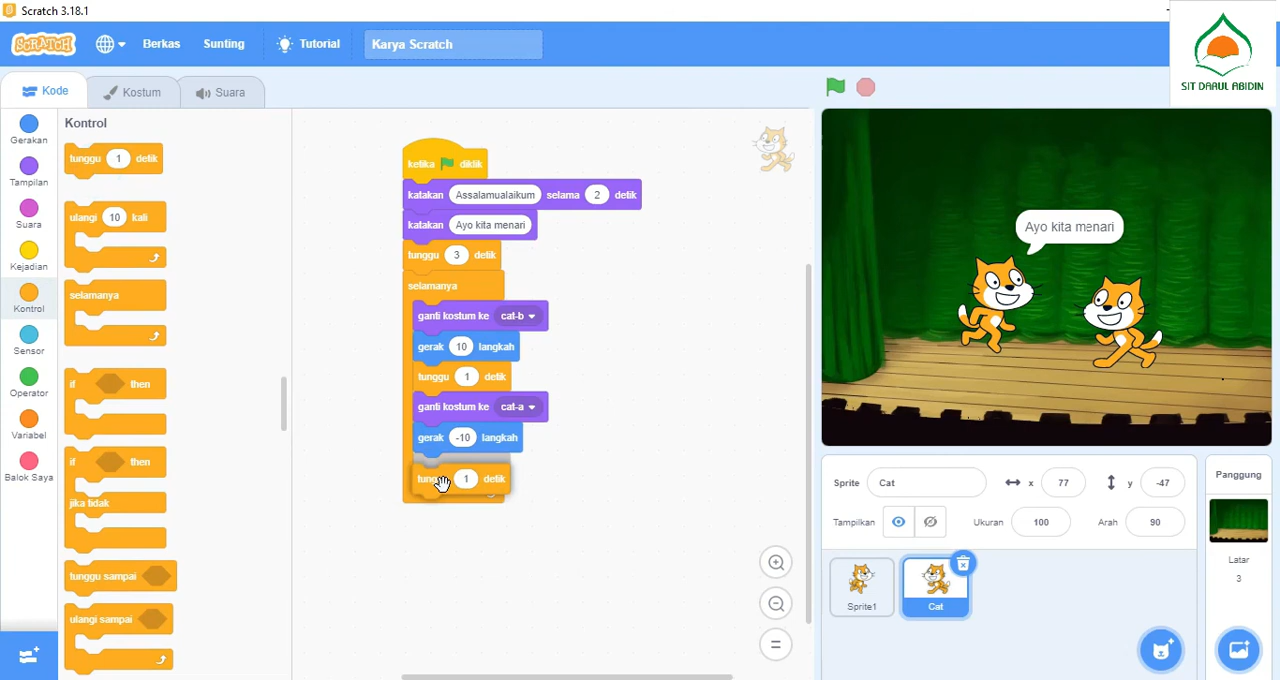 Scratch 3.18.1
SCRATCH
Berkas
Sunting
Tutorial
Karya Scratch
SIT DARUL ABIDIN
Kode
Kostum
Suara
Gerakan
Tampilan
Suara
Kejadian
Kontrol
Sensor
Operator
Variabel
Balok Saya
Kontrol
tunggu 1 detik
ulangi 10 kali
selamanya
if then
if then
jika tidak
tunggu sampai
ulangi sampai
ketika diklik
katakan Assalamualaikum selama 2 detik
katakan Ayo kita menari
tunggu 3 detik
selamanya
ganti kostum ke cat-b
gerak 10 langkah
tunggu 1 detik
ganti kostum ke cat-a
gerak -10 langkah
1 detik
Ayo kita menari
Sprite Cat x 77 y -47
Tampilkan Ukuran 100 Arah 90
Sprite1
Cat
Panggung
Latar
3